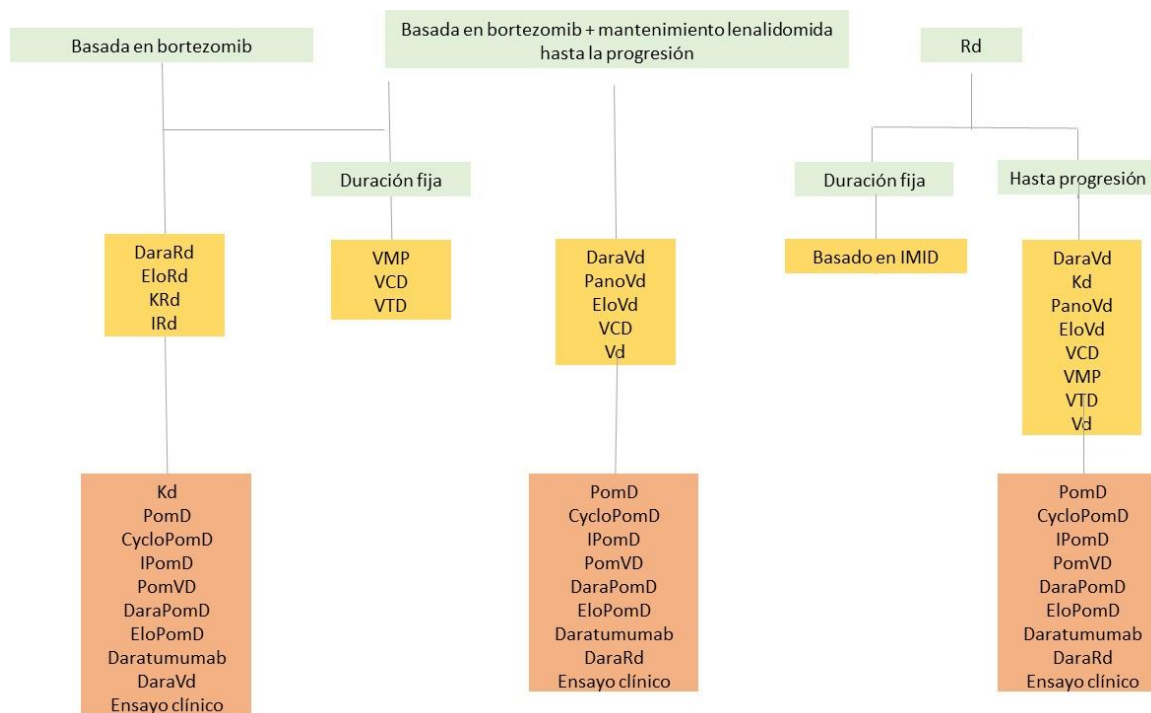 Basada en bortezomib
Basada en bortezomib + mantenimiento lenalidomida
hasta la progresión
Rd
Duración fija
Duración fija
Hasta progresión
DaraRd
EloRd
KRd
IRd
VMP
VCD
VTD
DaraVd
PanoVd
EloVd
VCD
Vd
Basado en IMID
DaraVd
Kd
PanoVd
EloVd
VCD
VMP
VTD
Vd
Kd
PomD
CycloPomD
IPomD
PomVD
DaraPomD
EloPomD
Daratumumab
DaraVd
Ensayo clínico
PomD
CycloPomD
IPomD
PomVD
DaraPomD
EloPomD
Daratumumab
DaraRd
Ensayo clínico
PomD
CycloPomD
IPomD
PomVD
DaraPomD
EloPomD
Daratumumab
DaraRd
Ensayo clínico